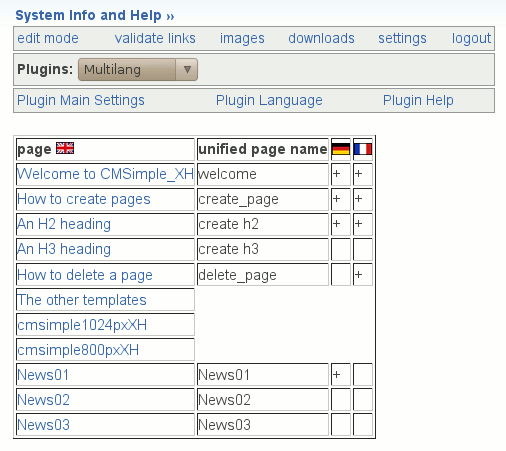 System Info and Help »
edit mode validate links images downloads settings logout
Plugins: Multilang
Plugin Main Settings Plugin Language Plugin Help
page unified page name
Welcome to CMSimple_XH welcome + +
How to create pages create_page + +
An H2 heading create h2 + +
An H3 heading create h3
How to delete a page delete_page +
The other templates
cmsimple1024pxXH
cmsimple800pxXH
News01 News01 +
News02 News02
News03 News03